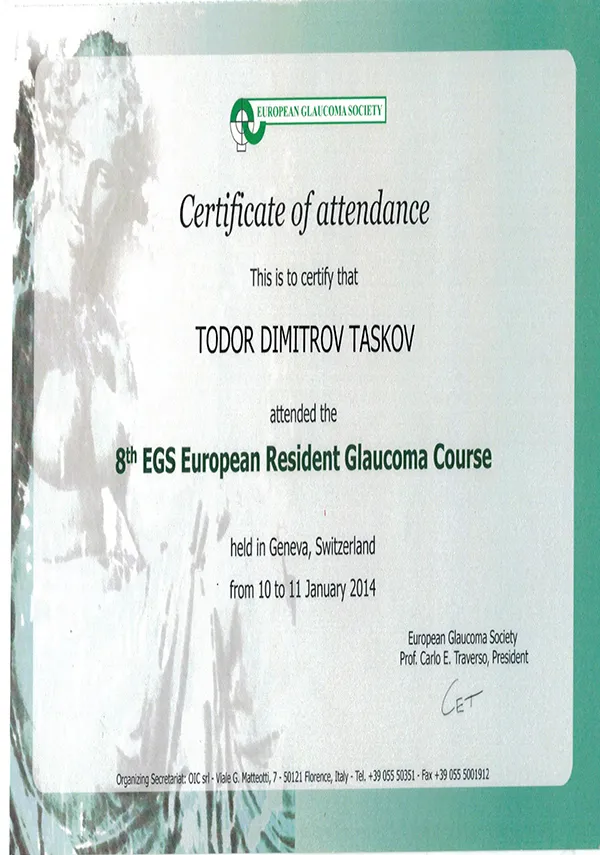 EUROPEAN GLAUCOMA SOCIETY
Certificate of attendance
This is to certify that
TODOR DIMITROV TASKOV
attended the
8th EGS European Resident Glaucoma Course
held in Geneva, Switzerland
from 10 to 11 January 2014
European Glaucoma Society
Prof. Carlo E. Traverso, President
CET
Organizing Secretariat: OIC srl - Viale G. Matteotti, 7 - 50121 Florence, Italy - Tel. +39 055 50351 - Fax +39 055 5001912